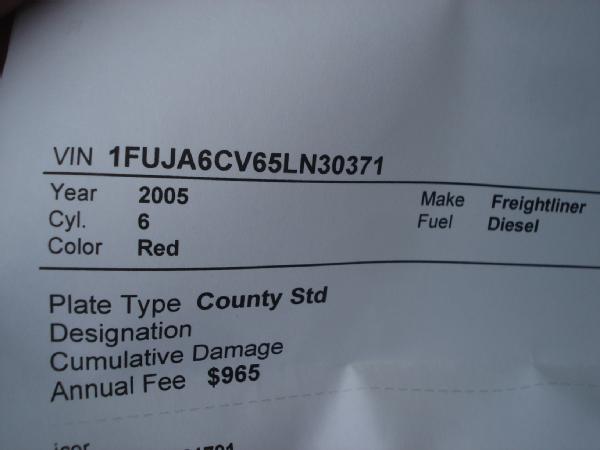 VIN 1FUJA6CV65LN30371
Year 2005 Make Freightliner
Cyl. 6 Fuel Diesel
Color Red
Plate Type County Std
Designation
Cumulative Damage
Annual Fee $965